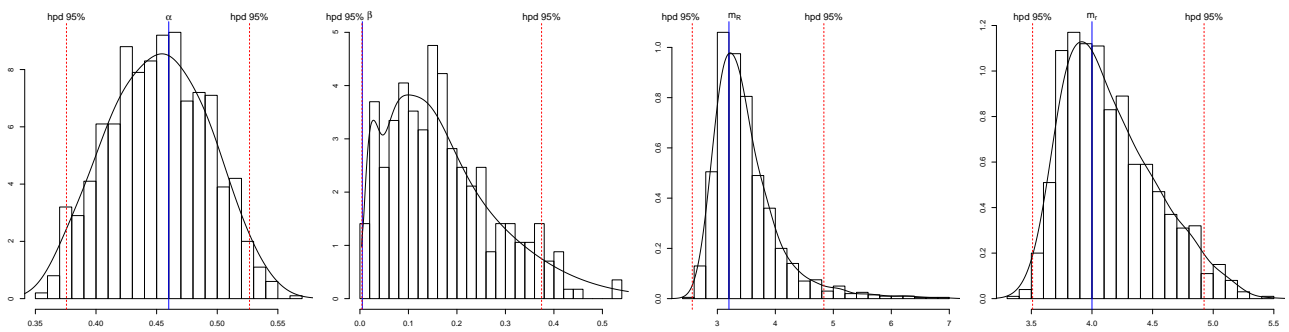 hpd 95% α hpd 95%
0 2 4 6 8
0.35 0.40 0.45 0.50 0.55
hpd 95% β hpd 95%
0 1 2 3 4 5
0.0 0.1 0.2 0.3 0.4 0.5
hpd 95% m_R hpd 95%
0.0 0.2 0.4 0.6 0.8 1.0
3 4 5 6 7
hpd 95% m_r hpd 95%
0.0 0.2 0.4 0.6 0.8 1.0 1.2
3.5 4.0 4.5 5.0 5.5